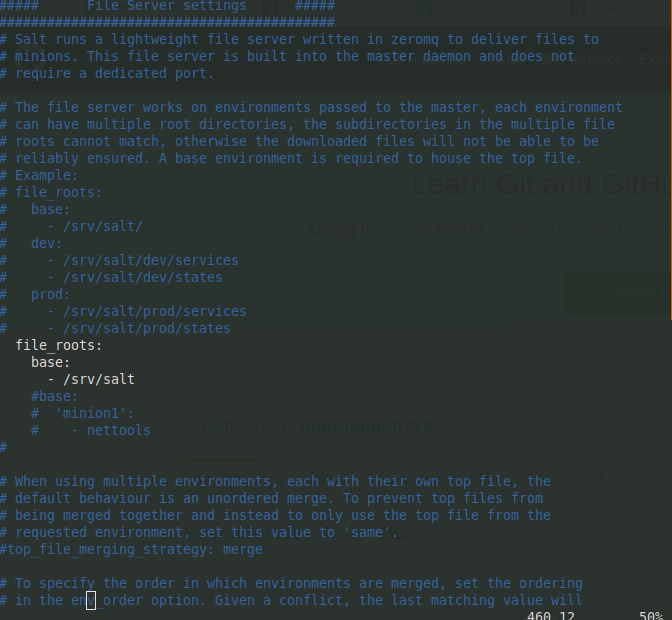 #####      File Server settings      #####
##########################################
# Salt runs a lightweight file server written in zeromq to deliver files to
# minions. This file server is built into the master daemon and does not
# require a dedicated port.

# The file server works on environments passed to the master, each environment
# can have multiple root directories, the subdirectories in the multiple file
# roots cannot match, otherwise the downloaded files will not be able to be
# reliably ensured. A base environment is required to house the top file.
# Example:
# file_roots:
#   base:
#     - /srv/salt/
#   dev:
#     - /srv/salt/dev/services
#     - /srv/salt/dev/states
#   prod:
#     - /srv/salt/prod/services
#     - /srv/salt/prod/states
  file_roots:
    base:
      - /srv/salt
    #base:
    #  'minion1':
    #    - nettools
#

# When using multiple environments, each with their own top file, the
# default behaviour is an unordered merge. To prevent top files from
# being merged together and instead to only use the top file from the
# requested environment, set this value to 'same'.
#top_file_merging_strategy: merge

# To specify the order in which environments are merged, set the ordering
# in the env_order option. Given a conflict, the last matching value will
460,12 50%
Learn Git and GitHu